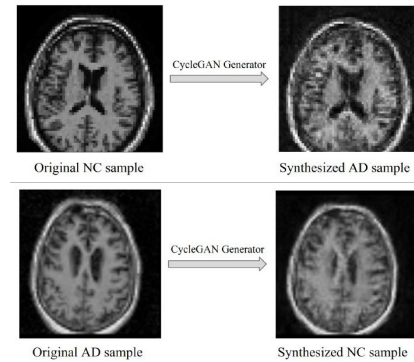 CycleGAN Generator
Original NC sample
Synthesized AD sample
CycleGAN Generator
Original AD sample
Synthesized NC sample